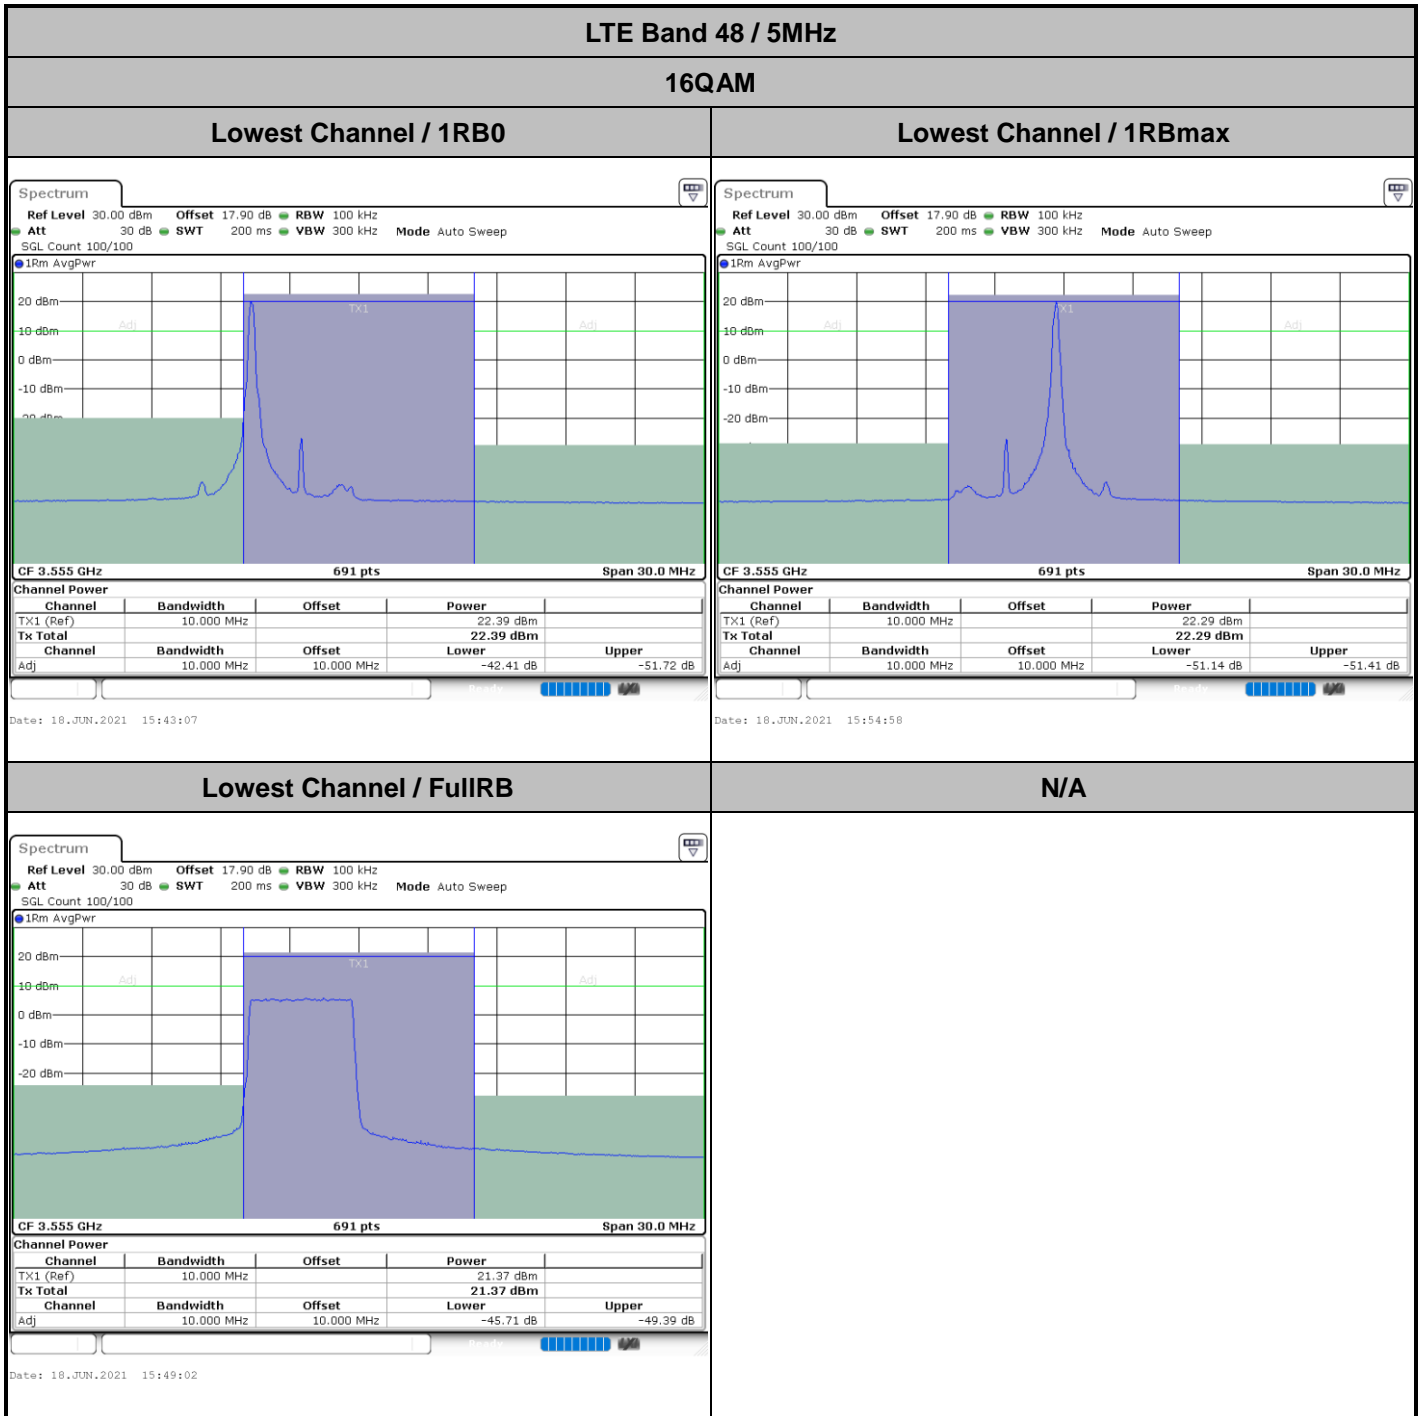 LTE Band 48 / 5MHz
16QAM
Lowest Channel / 1RB0
Lowest Channel / 1RBmax
Spectrum
Ref Level 30.00 dBm Offset 17.90 dB RBW 100 kHz
Att 30 dB SWT 200 ms VBW 300 kHz Mode Auto Sweep
SGL Count 100/100
1Rm AvgPwr
20 dBm
TX1
10 dBm
Adj
Adj
0 dBm
-10 dBm
-20 dBm
CF 3.555 GHz 691 pts Span 30.0 MHz
Channel Power
Channel Bandwidth Offset Power
TX1 (Ref) 10.000 MHz 22.39 dBm
Tx Total 22.39 dBm
Channel Bandwidth Offset Lower Upper
Adj 10.000 MHz 10.000 MHz -42.41 dB -51.72 dB
Ready
Date: 18.JUN.2021 15:43:07
Spectrum
Ref Level 30.00 dBm Offset 17.90 dB RBW 100 kHz
Att 30 dB SWT 200 ms VBW 300 kHz Mode Auto Sweep
SGL Count 100/100
1Rm AvgPwr
20 dBm
X1
10 dBm
Adj
Adj
0 dBm
-10 dBm
-20 dBm
CF 3.555 GHz 691 pts Span 30.0 MHz
Channel Power
Channel Bandwidth Offset Power
TX1 (Ref) 10.000 MHz 22.29 dBm
Tx Total 22.29 dBm
Channel Bandwidth Offset Lower Upper
Adj 10.000 MHz 10.000 MHz -51.14 dB -51.41 dB
Ready
Date: 18.JUN.2021 15:54:58
Lowest Channel / FullRB
N/A
Spectrum
Ref Level 30.00 dBm Offset 17.90 dB RBW 100 kHz
Att 30 dB SWT 200 ms VBW 300 kHz Mode Auto Sweep
SGL Count 100/100
1Rm AvgPwr
20 dBm
TX1
10 dBm
Adj
Adj
0 dBm
-10 dBm
-20 dBm
CF 3.555 GHz 691 pts Span 30.0 MHz
Channel Power
Channel Bandwidth Offset Power
TX1 (Ref) 10.000 MHz 21.37 dBm
Tx Total 21.37 dBm
Channel Bandwidth Offset Lower Upper
Adj 10.000 MHz 10.000 MHz -45.71 dB -49.39 dB
Ready
Date: 18.JUN.2021 15:49:02